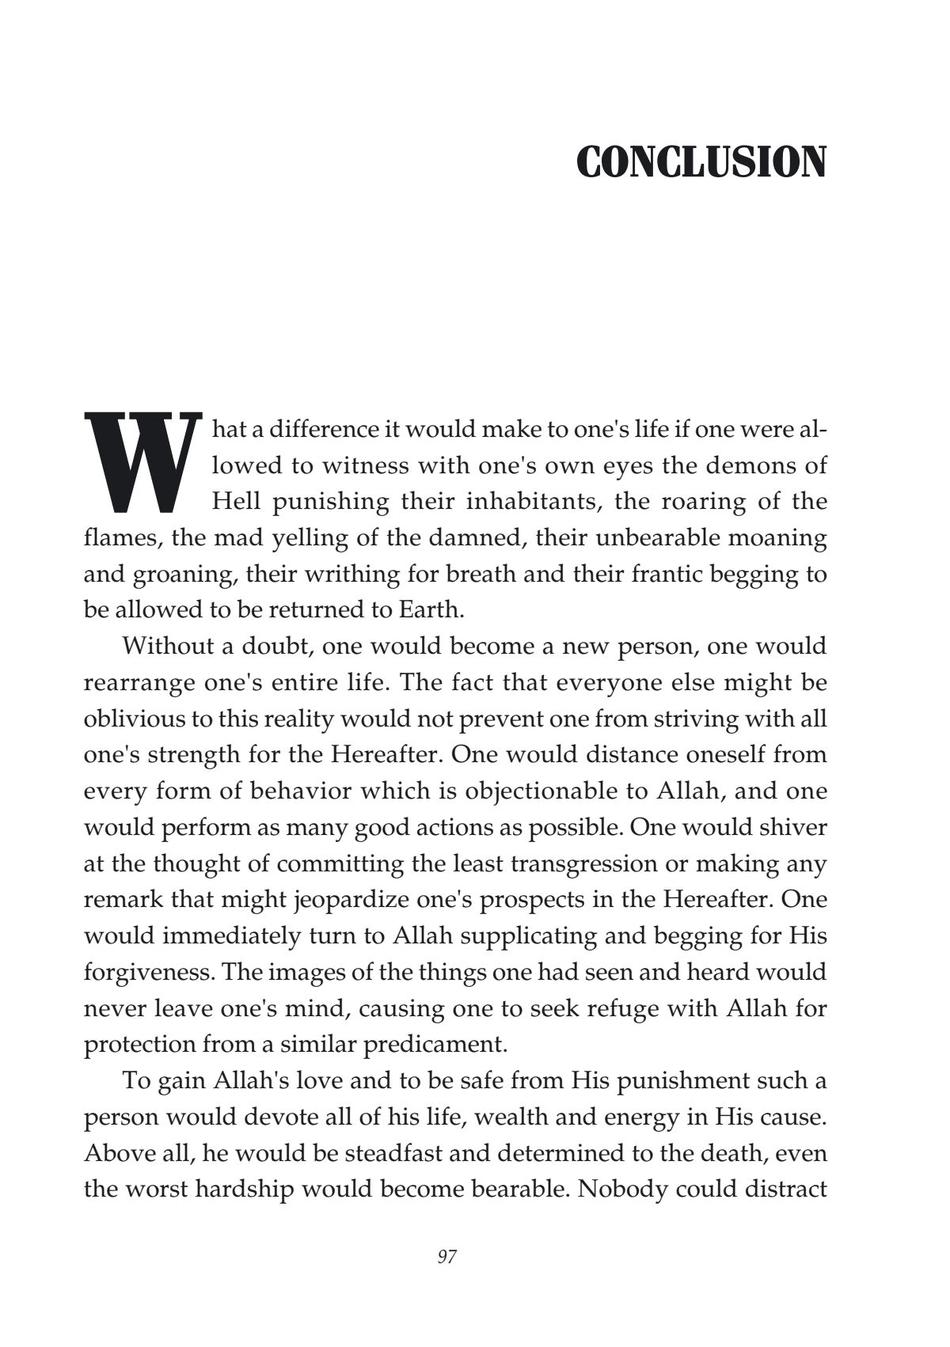 CONCLUSION
What a difference it would make to one's life if one were al-
lowed to witness with one's own eyes the demons of
Hell punishing their inhabitants, the roaring of the
flames, the mad yelling of the damned, their unbearable moaning
and groaning, their writhing for breath and their frantic begging to
be allowed to be returned to Earth.
Without a doubt, one would become a new person, one would
rearrange one's entire life. The fact that everyone else might be
oblivious to this reality would not prevent one from striving with all
one's strength for the Hereafter. One would distance oneself from
every form of behavior which is objectionable to Allah, and one
would perform as many good actions as possible. One would shiver
at the thought of committing the least transgression or making any
remark that might jeopardize one's prospects in the Hereafter. One
would immediately turn to Allah supplicating and begging for His
forgiveness. The images of the things one had seen and heard would
never leave one's mind, causing one to seek refuge with Allah for
protection from a similar predicament.
To gain Allah's love and to be safe from His punishment such a
person would devote all of his life, wealth and energy in His cause.
Above all, he would be steadfast and determined to the death, even
the worst hardship would become bearable. Nobody could distract
97